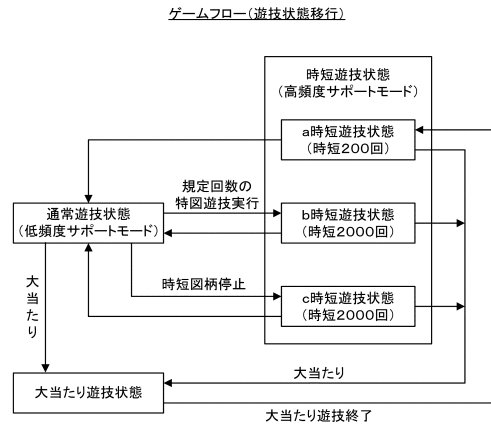 ゲームフロー(遊技状態移行)
時短遊技状態
(高頻度サポートモード)
a時短遊技状態
(時短200回)
規定回数の
特図遊技実行
通常遊技状態
(低頻度サポートモード)
b時短遊技状態
(時短2000回)
時短図柄停止
c時短遊技状態
(時短2000回)
大当たり
大当たり
大当たり遊技状態
大当たり遊技終了